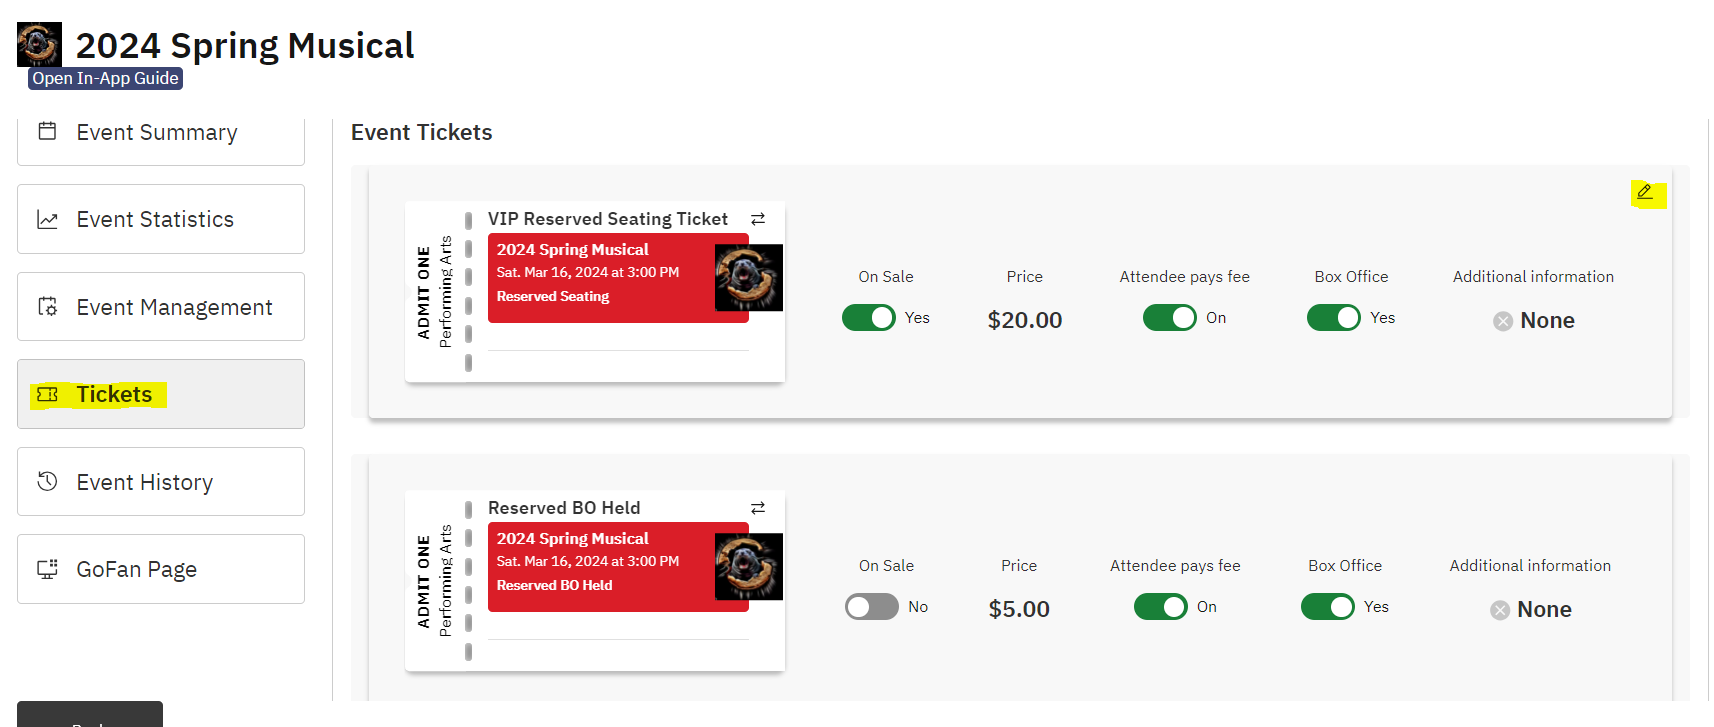 2024 Spring Musical
Open In-App Guide
Event Summary
Event Statistics
Event Management
Tickets
Event History
GoFan Page
Event Tickets
ADMIT ONE
Performing Arts
VIP Reserved Seating Ticket
2024 Spring Musical
Sat. Mar 16, 2024 at 3:00 PM
Reserved Seating
On Sale
Yes
Price
$20.00
Attendee pays fee
On
Box Office
Yes
Additional information
None
ADMIT ONE
Performing Arts
Reserved BO Held
2024 Spring Musical
Sat. Mar 16, 2024 at 3:00 PM
Reserved BO Held
On Sale
No
Price
$5.00
Attendee pays fee
On
Box Office
Yes
Additional information
None